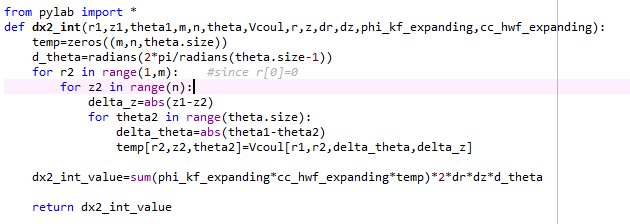 from pylab import *
def dx2_int(r1,z1,theta1,m,n,theta,Vcoul,r,z,dr,dz,phi_kf_expanding,cc_hwf_expanding):
    temp=zeros((m,n,theta.size))
    d_theta=radians(2*pi/radians(theta.size-1))
    for r2 in range(1,m):    #since r[0]=0
        for z2 in range(n):
            delta_z=abs(z1-z2)
            for theta2 in range(theta.size):
                delta_theta=abs(theta1-theta2)
                temp[r2,z2,theta2]=Vcoul[r1,r2,delta_theta,delta_z]
    dx2_int_value=sum(phi_kf_expanding*cc_hwf_expanding*temp)*2*dr*dz*d_theta
    return dx2_int_value